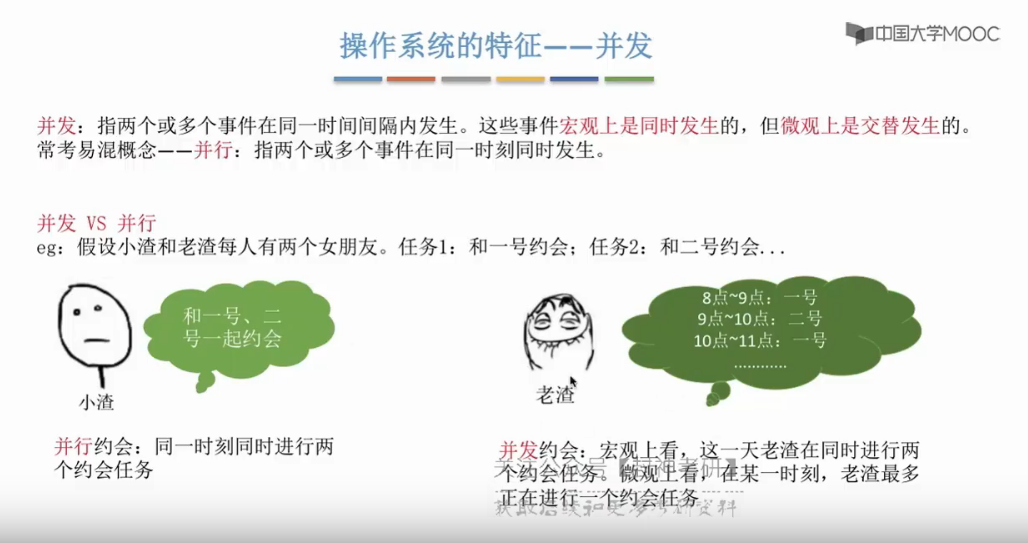 操作系统的特征——并发
中国大学MOOC
并发：指两个或多个事件在同一时间间隔内发生。这些事件宏观上是同时发生的，但微观上是交替发生的。
常考易混概念——并行：指两个或多个事件在同一时刻同时发生。
并发 VS 并行
eg：假设小渣和老渣每人有两个女朋友。任务1：和一号约会；任务2：和二号约会...
和一号、二
号一起约会
小渣
8点~9点：一号
9点~10点：二号
10点~11点：一号
............
老渣
并行约会：同一时刻同时进行两
个约会任务
并发约会：宏观上看，这一天老渣在同时进行两
个约会任务。微观上看，在某一时刻，老渣最多
正在进行一个约会任务